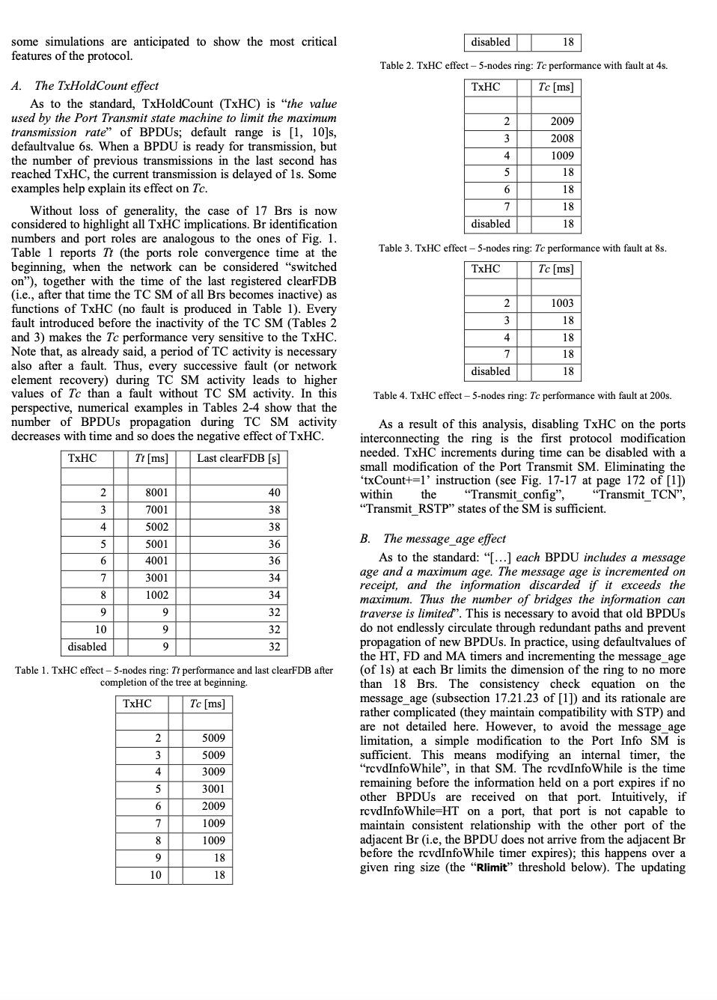 some simulations are anticipated to show the most critical
features of the protocol.
A. The TxHoldCount effect
As to the standard, TxHoldCount (TxHC) is “the value
used by the Port Transmit state machine to limit the maximum
transmission rate” of BPDUs; default range is [1, 10]s,
defaultvalue 6s. When a BPDU is ready for transmission, but
the number of previous transmissions in the last second has
reached TxHC, the current transmission is delayed of 1s. Some
examples help explain its effect on Tc.
Without loss of generality, the case of 17 Brs is now
considered to highlight all TxHC implications. Br identification
numbers and port roles are analogous to the ones of Fig. 1.
Table 1 reports Tt (the ports role convergence time at the
beginning, when the network can be considered “switched
on”), together with the time of the last registered clearFDB
(i.e., after that time the TC SM of all Brs becomes inactive) as
functions of TxHC (no fault is produced in Table 1). Every
fault introduced before the inactivity of the TC SM (Tables 2
and 3) makes the Tc performance very sensitive to the TxHC.
Note that, as already said, a period of TC activity is necessary
also after a fault. Thus, every successive fault (or network
element recovery) during TC SM activity leads to higher
values of Tc than a fault without TC SM activity. In this
perspective, numerical examples in Tables 2-4 show that the
number of BPDUs propagation during TC SM activity
decreases with time and so does the negative effect of TxHC.
TxHC Tt [ms] Last clearFDB [s]
2 8001 40
3 7001 38
4 5002 38
5 5001 36
6 4001 36
7 3001 34
8 1002 34
9 9 32
10 9 32
disabled 9 32
Table 1. TxHC effect – 5-nodes ring: Tt performance and last clearFDB after
completion of the tree at beginning.
TxHC Tc [ms]
2 5009
3 5009
4 3009
5 3001
6 2009
7 1009
8 1009
9 18
10 18
disabled 18
Table 2. TxHC effect – 5-nodes ring: Tc performance with fault at 4s.
TxHC Tc [ms]
2 2009
3 2008
4 1009
5 18
6 18
7 18
disabled 18
Table 3. TxHC effect – 5-nodes ring: Tc performance with fault at 8s.
TxHC Tc [ms]
2 1003
3 18
4 18
7 18
disabled 18
Table 4. TxHC effect – 5-nodes ring: Tc performance with fault at 200s.
As a result of this analysis, disabling TxHC on the ports
interconnecting the ring is the first protocol modification
needed. TxHC increments during time can be disabled with a
small modification of the Port Transmit SM. Eliminating the
‘txCount+=1’ instruction (see Fig. 17-17 at page 172 of [1])
within the “Transmit_config”, “Transmit_TCN”,
“Transmit_RSTP” states of the SM is sufficient.
B. The message_age effect
As to the standard: “[…] each BPDU includes a message
age and a maximum age. The message age is incremented on
receipt, and the information discarded if it exceeds the
maximum. Thus the number of bridges the information can
traverse is limited”. This is necessary to avoid that old BPDUs
do not endlessly circulate through redundant paths and prevent
propagation of new BPDUs. In practice, using defaultvalues of
the HT, FD and MA timers and incrementing the message_age
(of 1s) at each Br limits the dimension of the ring to no more
than 18 Brs. The consistency check equation on the
message_age (subsection 17.21.23 of [1]) and its rationale are
rather complicated (they maintain compatibility with STP) and
are not detailed here. However, to avoid the message_age
limitation, a simple modification to the Port Info SM is
sufficient. This means modifying an internal timer, the
“rcvdInfoWhile”, in that SM. The rcvdInfoWhile is the time
remaining before the information held on a port expires if no
other BPDUs are received on that port. Intuitively, if
rcvdInfoWhile=HT on a port, that port is not capable to
maintain consistent relationship with the other port of the
adjacent Br (i.e, the BPDU does not arrive from the adjacent Br
before the rcvdInfoWhile timer expires); this happens over a
given ring size (the “Rlimit” threshold below). The updating